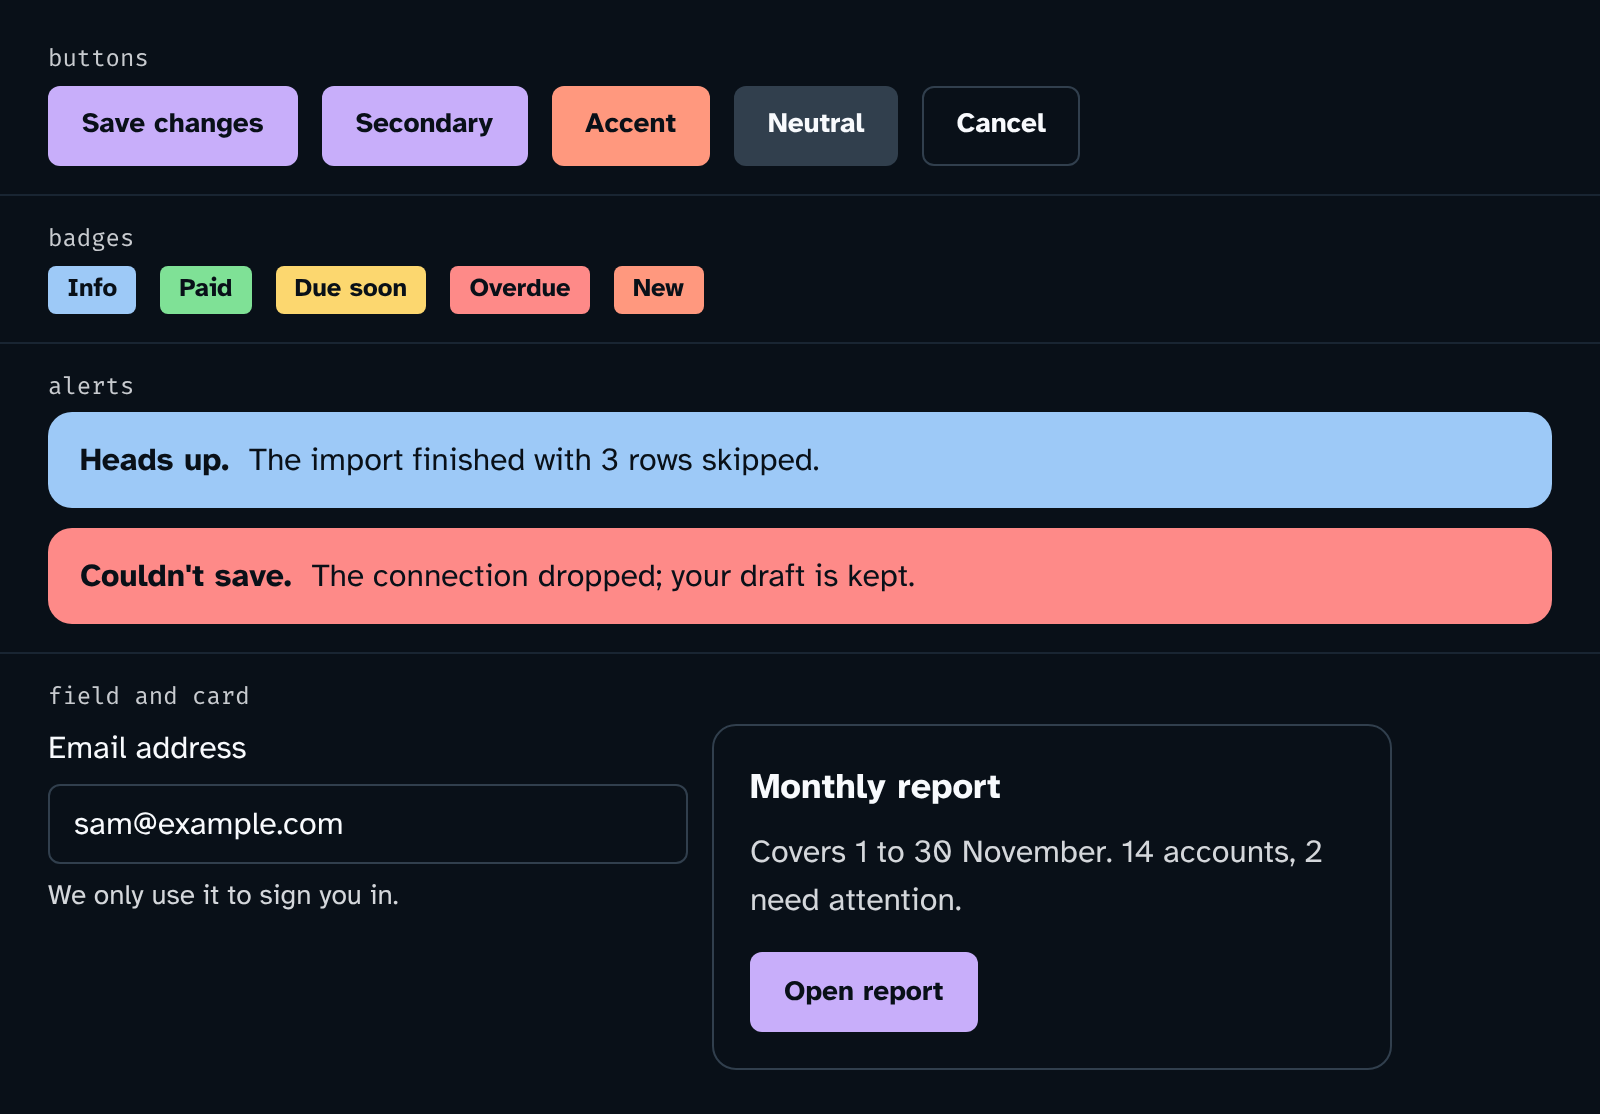 buttons
Save changes
Secondary
Accent
Neutral
Cancel
badges
Info
Paid
Due soon
Overdue
New
alerts
Heads up. The import finished with 3 rows skipped.
Couldn't save. The connection dropped; your draft is kept.
field and card
Email address
sam@example.com
We only use it to sign you in.
Monthly report
Covers 1 to 30 November. 14 accounts, 2
need attention.
Open report